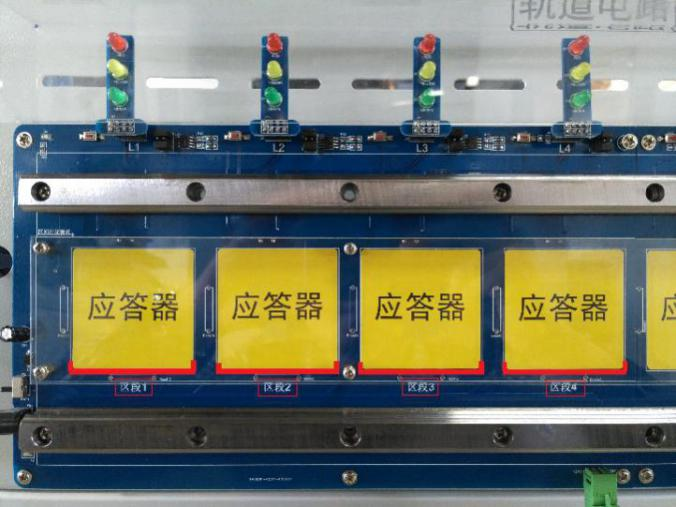 轨道电路
L1 L2 L3 L4
应答器 应答器 应答器 应答器 应
区段1 区段2 区段3 区段4